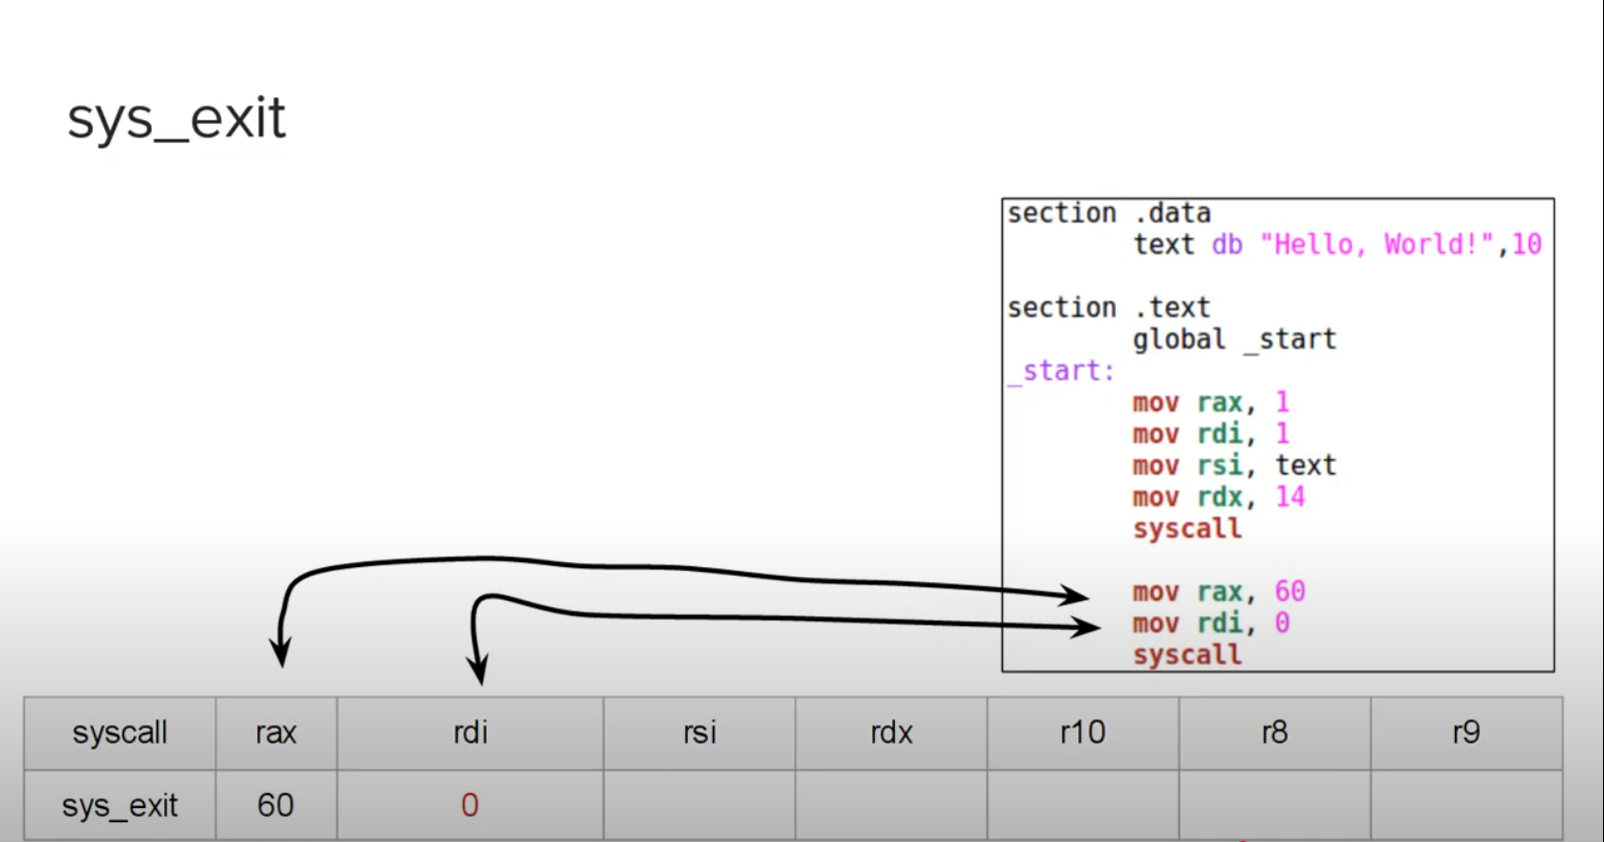 sys_exit
section .data
text db "Hello, World!",10
section .text
global _start
_start:
mov rax, 1
mov rdi, 1
mov rsi, text
mov rdx, 14
syscall
mov rax, 60
mov rdi, 0
syscall
syscall rax rdi rsi rdx r10 r8 r9
sys_exit 60 0